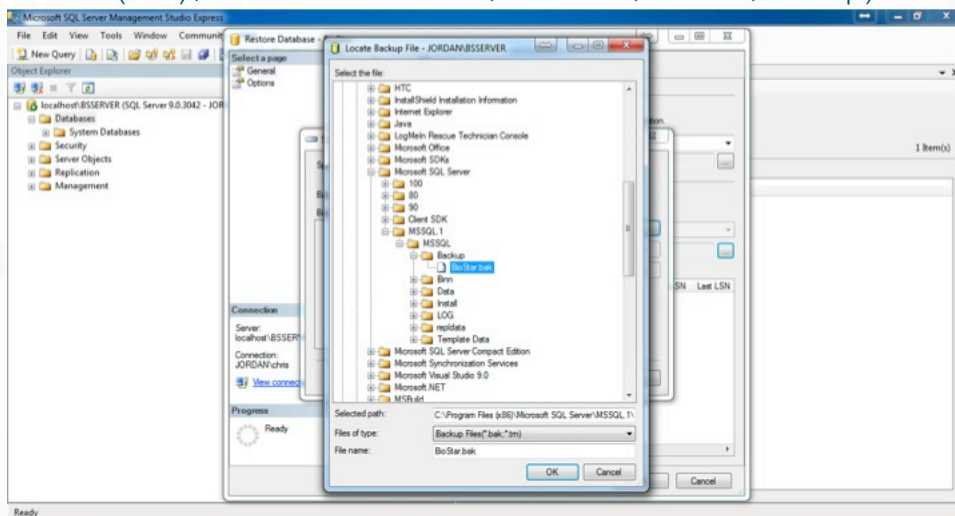 Microsoft SQL Server Management Studio Express
File Edit View Tools Window Communit
New Query
Object Explorer
localhost\BSSERVER (SQL Server 9.0.3042 - JOR
Databases
System Databases
Security
Server Objects
Replication
Management
Restore Database -
Select a page
General
Options
Connection
Server:
localhost\BSSERV
Connection:
JORDAN\chris
View connec
Progress
Ready
Locate Backup File - JORDAN\BSSERVER
Select the file:
HTC
InstallShield Installation Information
Internet Explorer
Java
LogMeIn Rescue Technician Console
Microsoft Office
Microsoft SDKs
Microsoft SQL Server
100
80
90
Client SDK
MSSQL.1
MSSQL
Backup
BioStar.bak
Binn
Data
Install
LOG
repldata
Template Data
Microsoft SQL Server Compact Edition
Microsoft Synchronization Services
Microsoft Visual Studio 9.0
Microsoft.NET
MSBuild
Selected path: C:\Program Files (x86)\Microsoft SQL Server\MSSQL.1\
Files of type: Backup Files(*.bak;*.trn)
File name: BioStar.bak
OK Cancel
SN Last LSN
Cancel
1 Item(s)
Ready